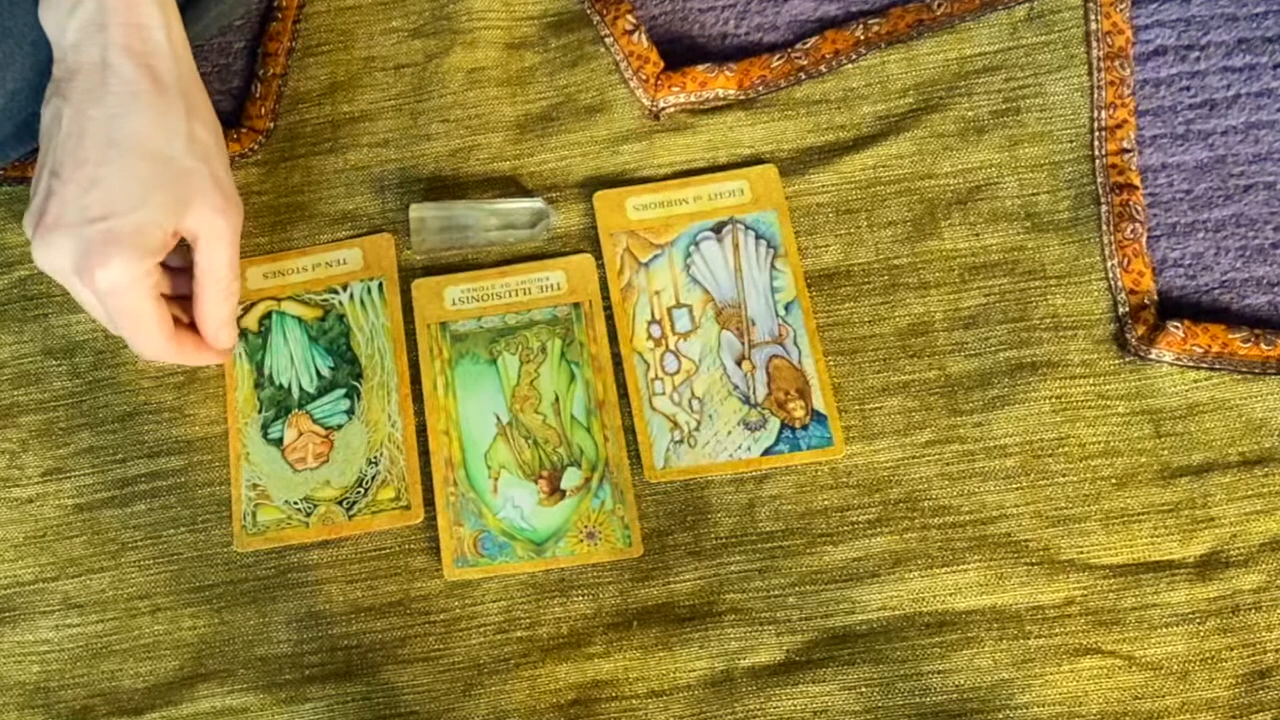 TEN of STONES
THE ILLUSIONIST
KNIGHT OF STONES
EIGHT of MIRRORS